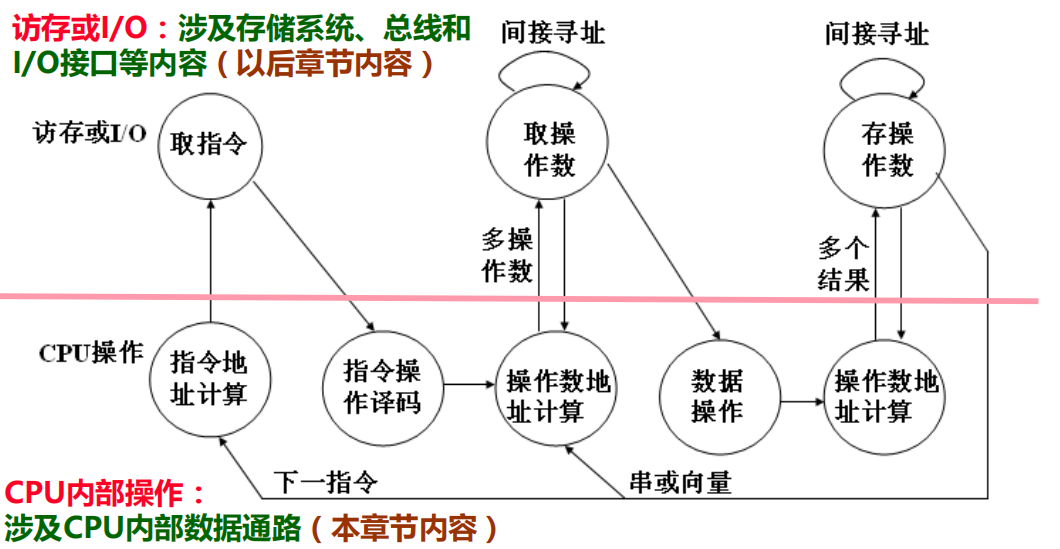 访存或I/O：涉及存储系统、总线和
I/O接口等内容（以后章节内容）
间接寻址
间接寻址
访存或I/O
取指令
取操
作数
存操
作数
多操
作数
多个
结果
CPU操作
指令地
址计算
指令操
作译码
操作数地
址计算
数据
操作
操作数地
址计算
下一指令
串或向量
CPU内部操作：
涉及CPU内部数据通路（本章节内容）